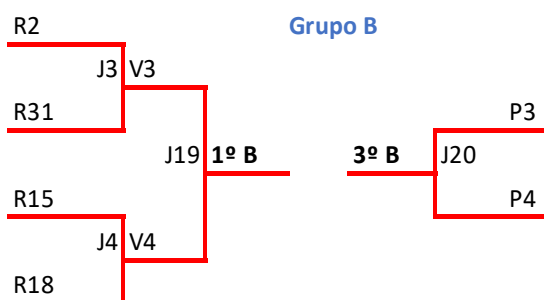 R2
Grupo B
J3 V3
R31
P3
J19 1º B
3º B J20
R15
P4
J4 V4
R18